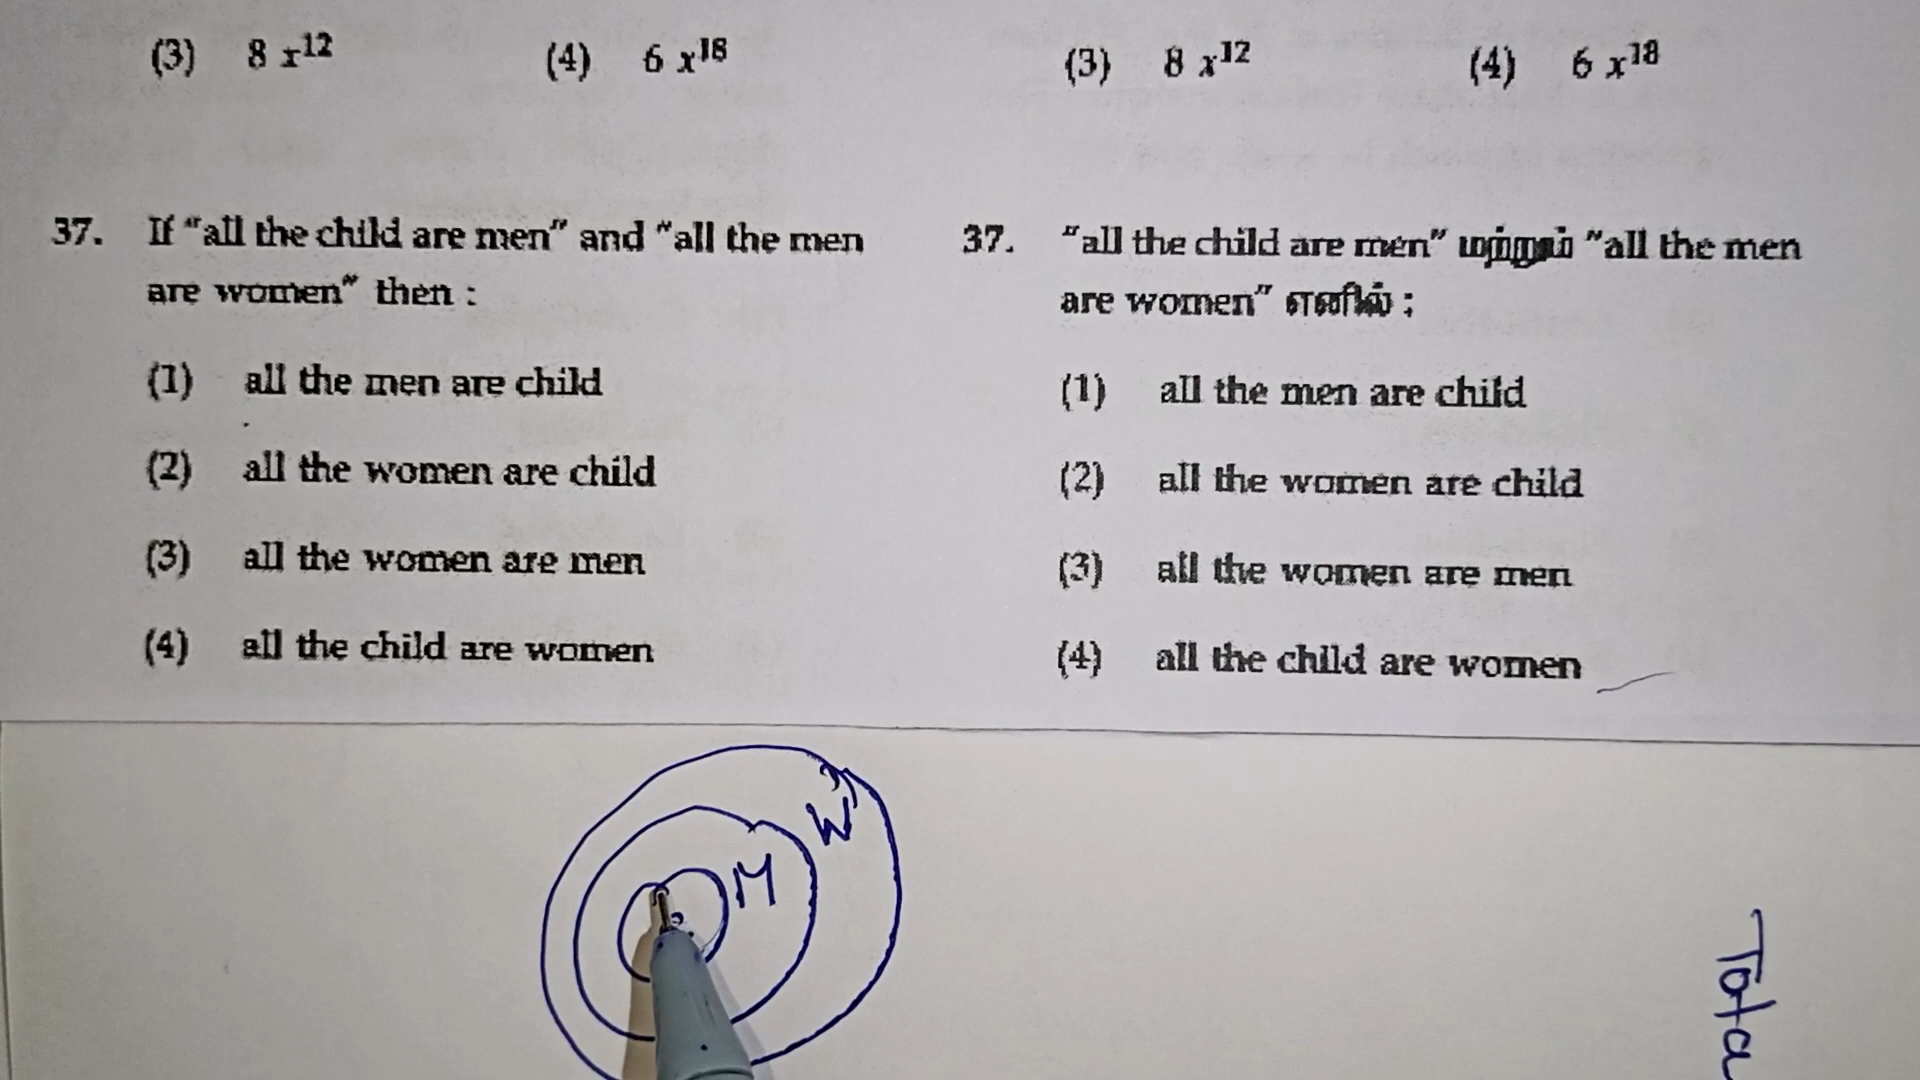 (3) 8 x¹² (4) 6 x¹⁸
37. If "all the child are men" and "all the men
are women" then :
(1) all the men are child
(2) all the women are child
(3) all the women are men
(4) all the child are women
(3) 8 x¹² (4) 6 x¹⁸
37. "all the child are men" மற்றும் "all the men
are women" எனில் :
(1) all the men are child
(2) all the women are child
(3) all the women are men
(4) all the child are women
W
M
Tota